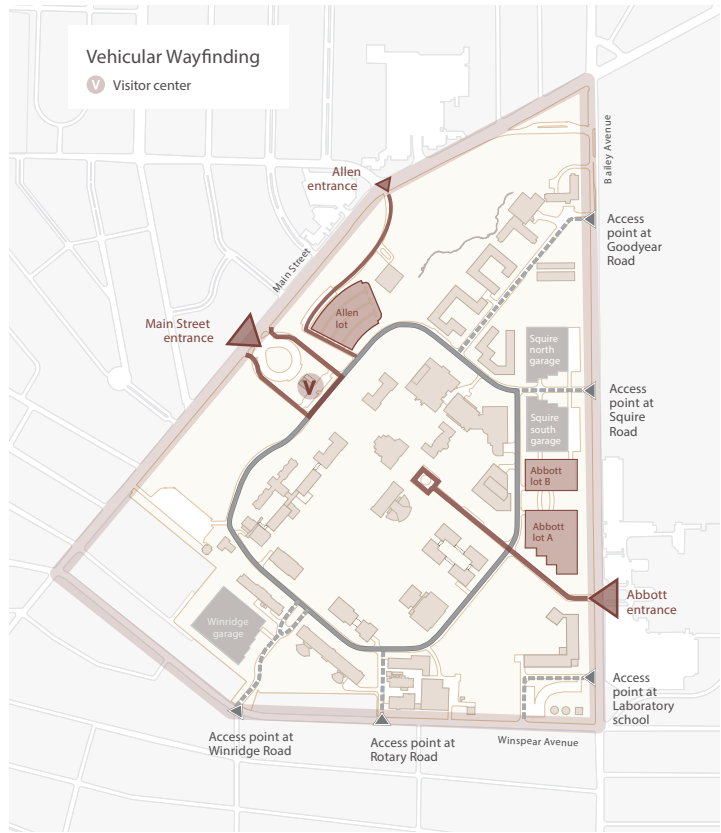 Vehicular Wayfinding
V Visitor center
Bailey Avenue
Allen
entrance
Access
point at
Goodyear
Road
Main Street
Main Street
entrance
Allen
lot
Squire
north
garage
V
Access
point at
Squire
Road
Squire
south
garage
Abbott
lot B
Abbott
lot A
Abbott
entrance
Winridge
garage
Access
point at
Laboratory
school
Access point at
Winridge Road
Access point at
Rotary Road
Winspear Avenue